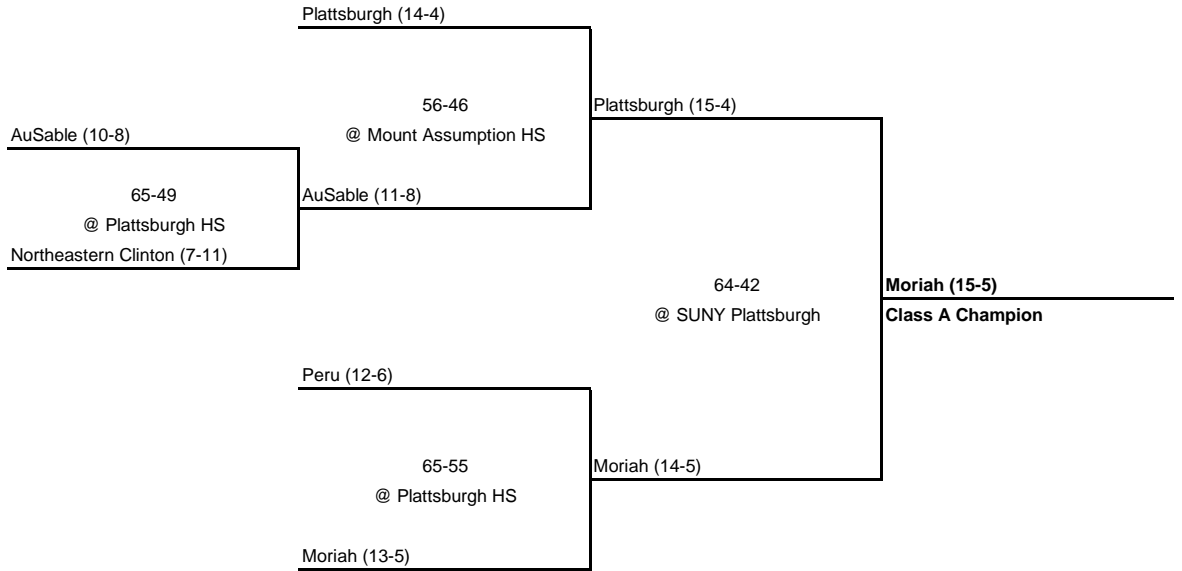 Plattsburgh (14-4)
56-46
@ Mount Assumption HS
Plattsburgh (15-4)
AuSable (10-8)
65-49
@ Plattsburgh HS
AuSable (11-8)
Northeastern Clinton (7-11)
64-42
@ SUNY Plattsburgh
Moriah (15-5)
Class A Champion
Peru (12-6)
65-55
@ Plattsburgh HS
Moriah (14-5)
Moriah (13-5)